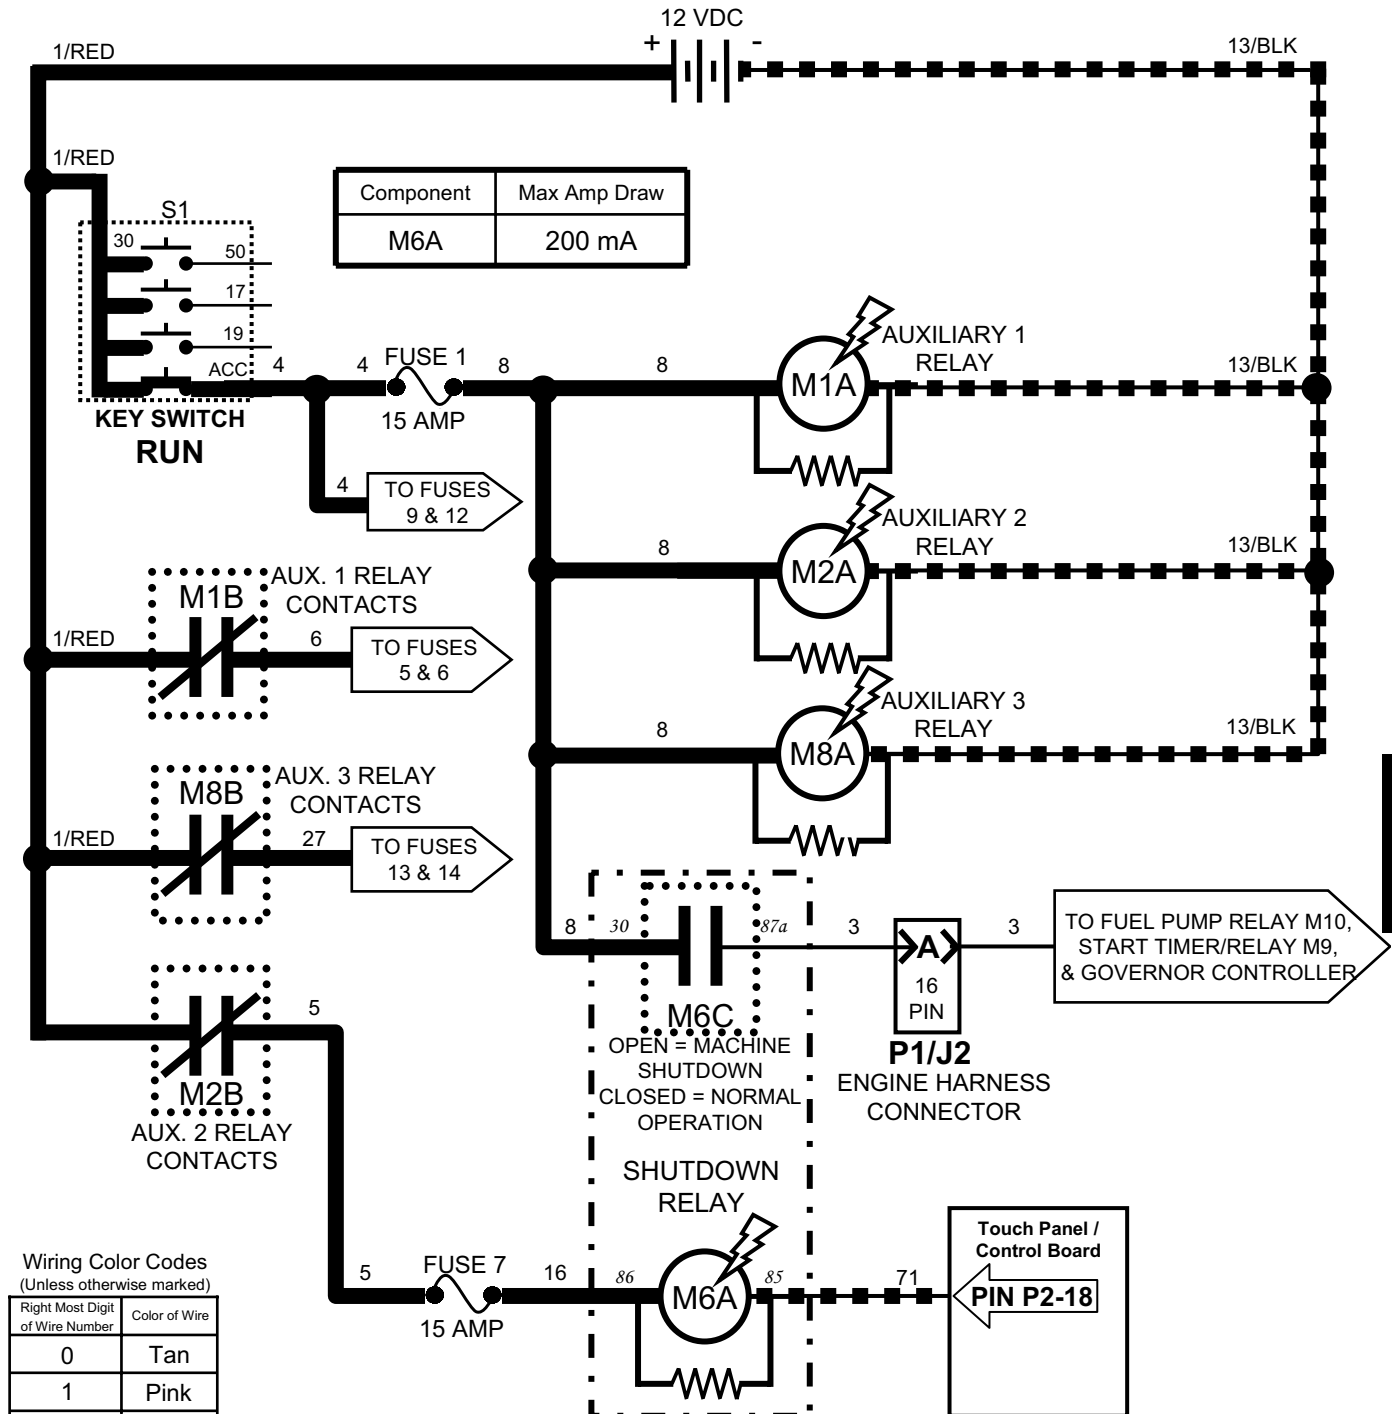 12 VDC
+ -
1/RED
13/BLK
1/RED
Component Max Amp Draw
M6A 200 mA
S1
30
50
17
19
ACC
4
4
FUSE 1
15 AMP
8
8
KEY SWITCH
RUN
M1A
AUXILIARY 1
RELAY
13/BLK
4
TO FUSES
9 & 12
8
M2A
AUXILIARY 2
RELAY
13/BLK
AUX. 1 RELAY
CONTACTS
M1B
1/RED
6
TO FUSES
5 & 6
8
M8A
AUXILIARY 3
RELAY
13/BLK
AUX. 3 RELAY
CONTACTS
M8B
1/RED
27
TO FUSES
13 & 14
8
30
87a
M6C
OPEN = MACHINE
SHUTDOWN
CLOSED = NORMAL
OPERATION
3
A
16
PIN
P1/J2
ENGINE HARNESS
CONNECTOR
3
TO FUEL PUMP RELAY M10,
START TIMER/RELAY M9,
& GOVERNOR CONTROLLER
5
M2B
AUX. 2 RELAY
CONTACTS
SHUTDOWN
RELAY
5
FUSE 7
15 AMP
16
86
M6A
85
71
Touch Panel /
Control Board
PIN P2-18
Wiring Color Codes
(Unless otherwise marked)
Right Most Digit
of Wire Number
Color of Wire
0 Tan
1 Pink